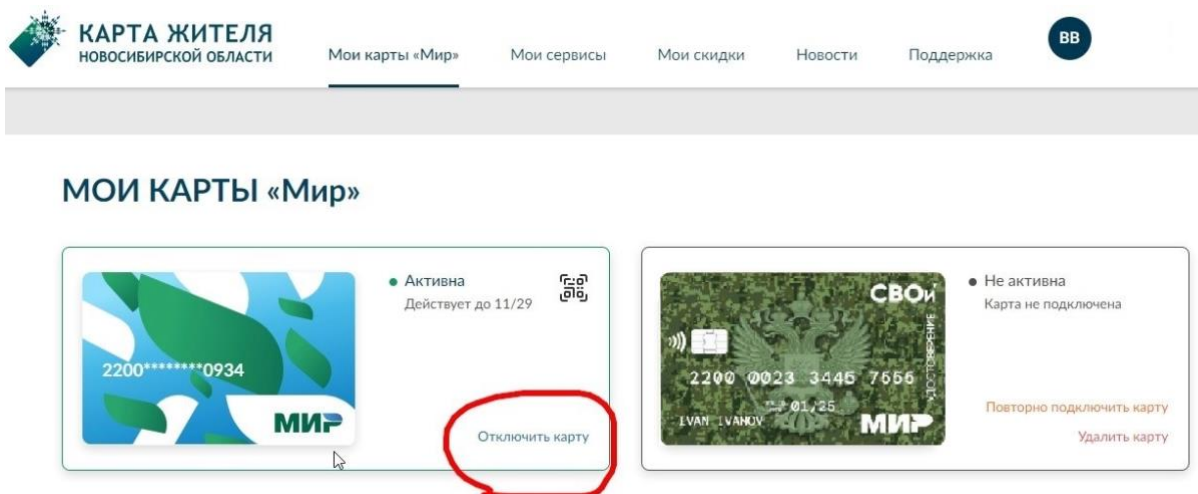 КАРТА ЖИТЕЛЯ
НОВОСИБИРСКОЙ ОБЛАСТИ
Мои карты «Мир»
Мои сервисы
Мои скидки
Новости
Поддержка
ВВ
МОИ КАРТЫ «Мир»
Активна
Действует до 11/29
2200********0934
МИР
Отключить карту
СВОи
УДОСТОВЕРЕНИЕ
2200 0023 3445 7555
01/25
IVAN IVANOV
МИР
Не активна
Карта не подключена
Повторно подключить карту
Удалить карту